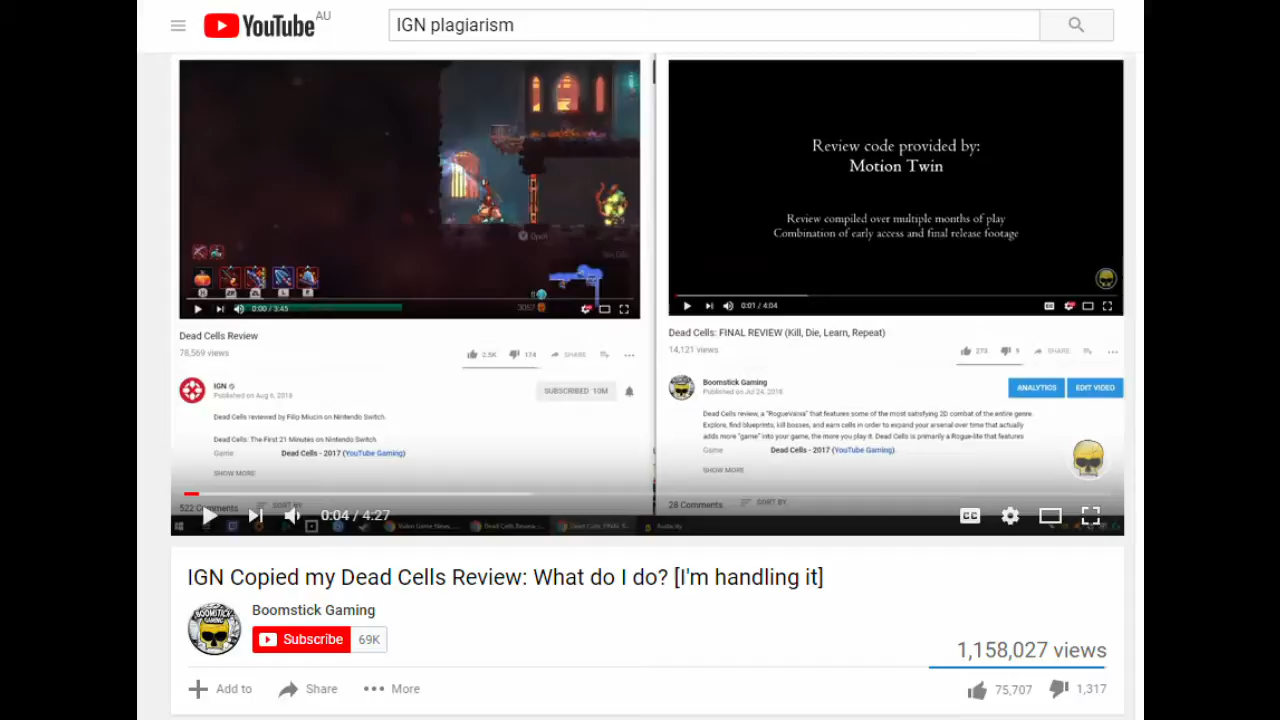 YouTube AU
IGN plagiarism
Open
0:00 / 3:45
Review code provided by:
Motion Twin
Review compiled over multiple months of play
Combination of early access and final release footage
0:01 / 4:04
Dead Cells Review
78,569 views
2.5K 174 SHARE
IGN
Published on Aug 6, 2018
SUBSCRIBED 10M
Dead Cells reviewed by Filip Miucin on Nintendo Switch.
Dead Cells: The First 21 Minutes on Nintendo Switch
Game Dead Cells - 2017 (YouTube Gaming)
SHOW MORE
522 Comments SORT BY
Dead Cells: FINAL REVIEW (Kill, Die, Learn, Repeat)
14,121 views
273 9 SHARE
Boomstick Gaming
Published on Jul 24, 2018
ANALYTICS EDIT VIDEO
Dead Cells review, a "RogueVania" that features some of the most satisfying 2D combat of the entire genre.
Explore, find blueprints, kill bosses, and earn cells in order to expand your arsenal over time that actually
adds more "game" into your game, the more you play it. Dead Cells is primarily a Rogue-lite that features
Game Dead Cells - 2017 (YouTube Gaming)
SHOW MORE
28 Comments SORT BY
0:04 / 4:27
CC
IGN Copied my Dead Cells Review: What do I do? [I'm handling it]
BOOMSTICK GAMING
Boomstick Gaming
Subscribe 69K
1,158,027 views
Add to Share More
75,707 1,317